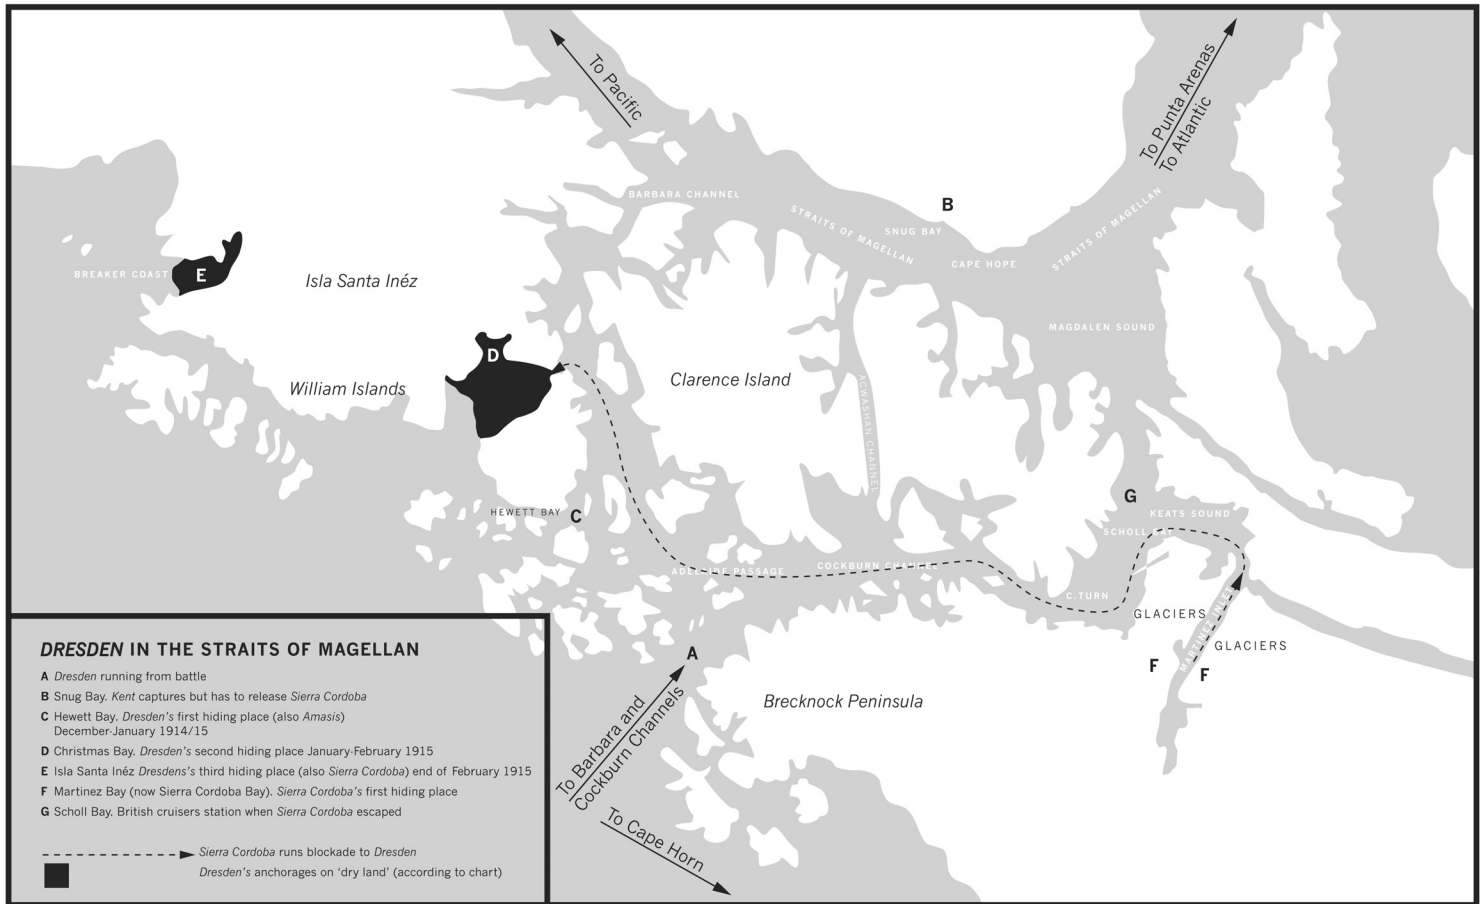 To Pacific
To Punta Arenas
To Atlantic
BARBARA CHANNEL
STRAITS OF MAGELLAN
B
SNUG BAY
CAPE HOPE
STRAITS OF MAGELLAN
BREAKER COAST
E
Isla Santa Inéz
MAGDALEN SOUND
D
William Islands
Clarence Island
ACWASHAN CHANNEL
HEWETT BAY
C
G
KEATS SOUND
SCHOLL BAY
ADELAIDE PASSAGE
COCKBURN CHANNEL
C.TURN
GLACIERS
MARTINEZ INLET
GLACIERS
F
F
A
Brecknock Peninsula
To Barbara and
Cockburn Channels
To Cape Horn
DRESDEN IN THE STRAITS OF MAGELLAN
A Dresden running from battle
B Snug Bay. Kent captures but has to release Sierra Cordoba
C Hewett Bay. Dresden's first hiding place (also Amasis)
December-January 1914/15
D Christmas Bay. Dresden's second hiding place January-February 1915
E Isla Santa Inéz Dresdens's third hiding place (also Sierra Cordoba) end of February 1915
F Martinez Bay (now Sierra Cordoba Bay). Sierra Cordoba's first hiding place
G Scholl Bay. British cruisers station when Sierra Cordoba escaped
Sierra Cordoba runs blockade to Dresden
Dresden's anchorages on 'dry land' (according to chart)